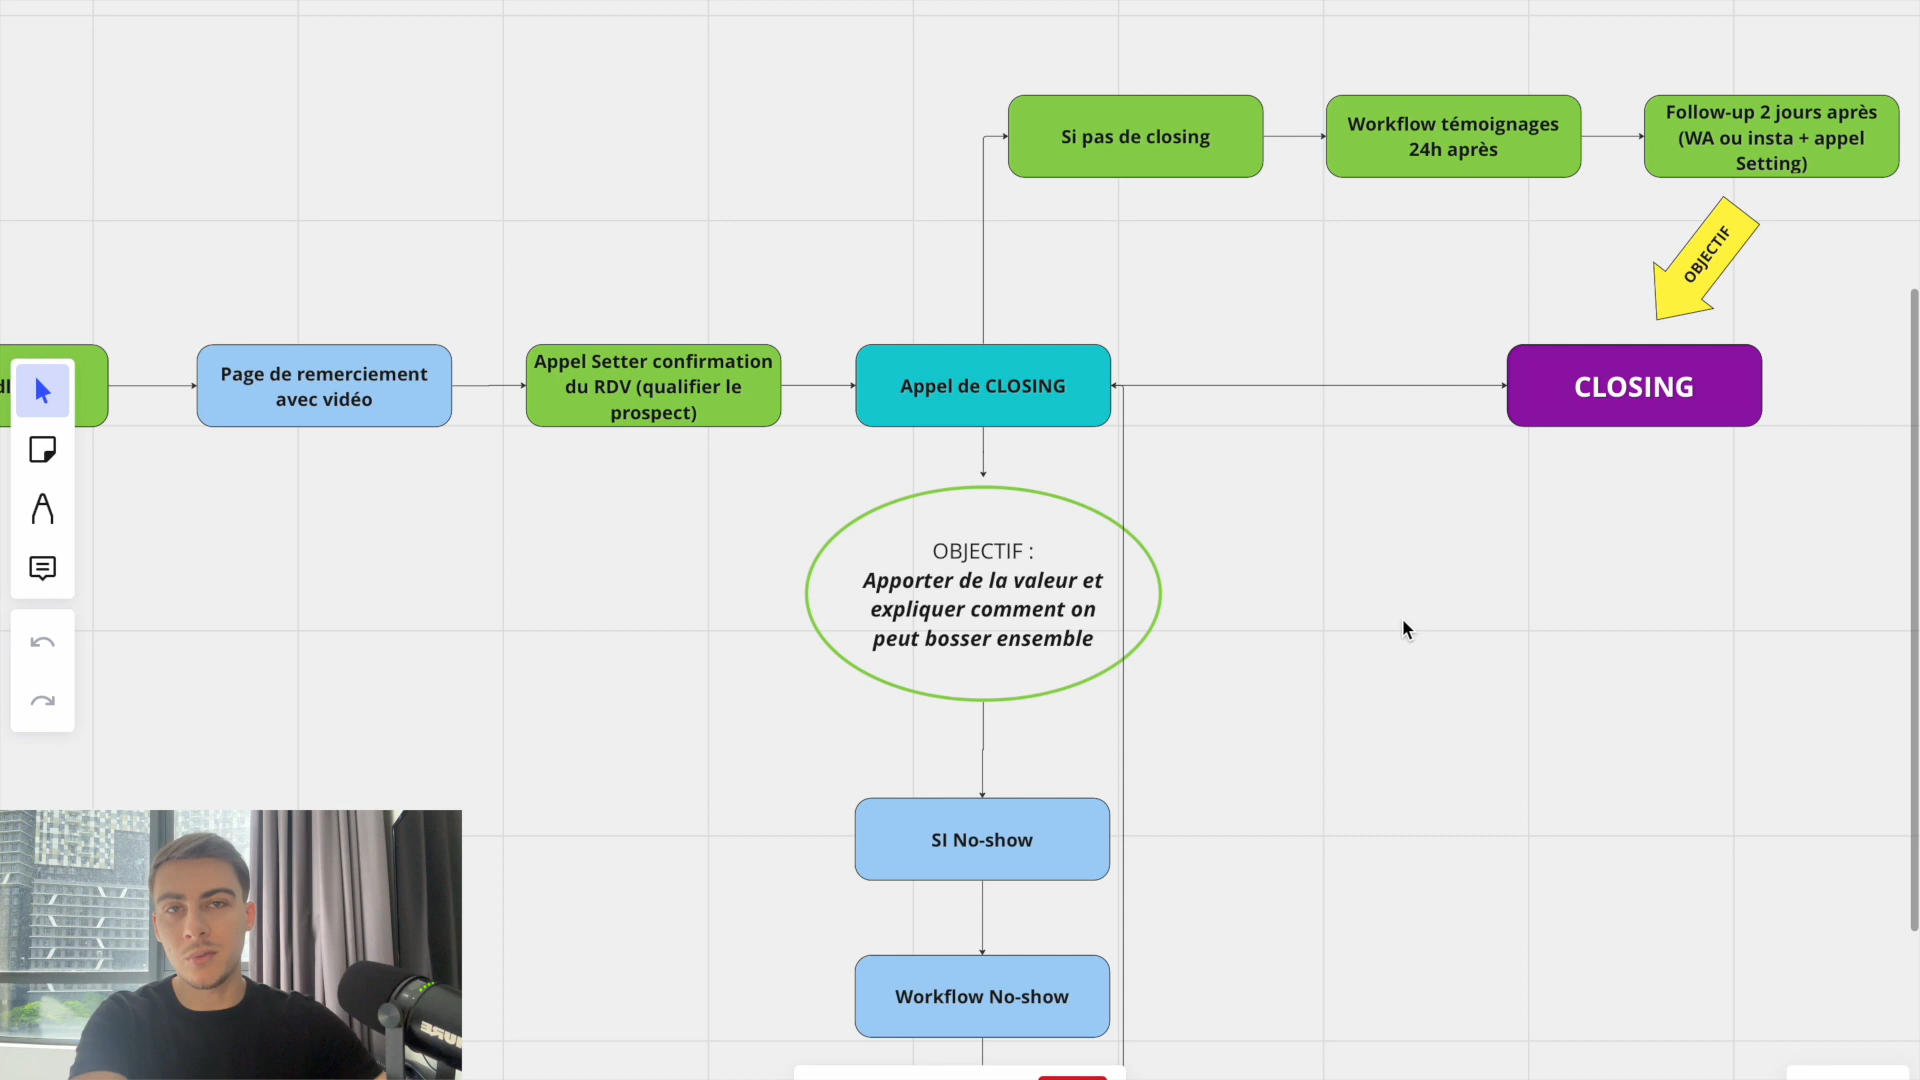 Si pas de closing
Workflow témoignages
24h après
Follow-up 2 jours après
(WA ou insta + appel
Setting)
OBJECTIF
Page de remerciement
avec vidéo
Appel Setter confirmation
du RDV (qualifier le
prospect)
Appel de CLOSING
CLOSING
OBJECTIF :
Apporter de la valeur et
expliquer comment on
peut bosser ensemble
SI No-show
Workflow No-show